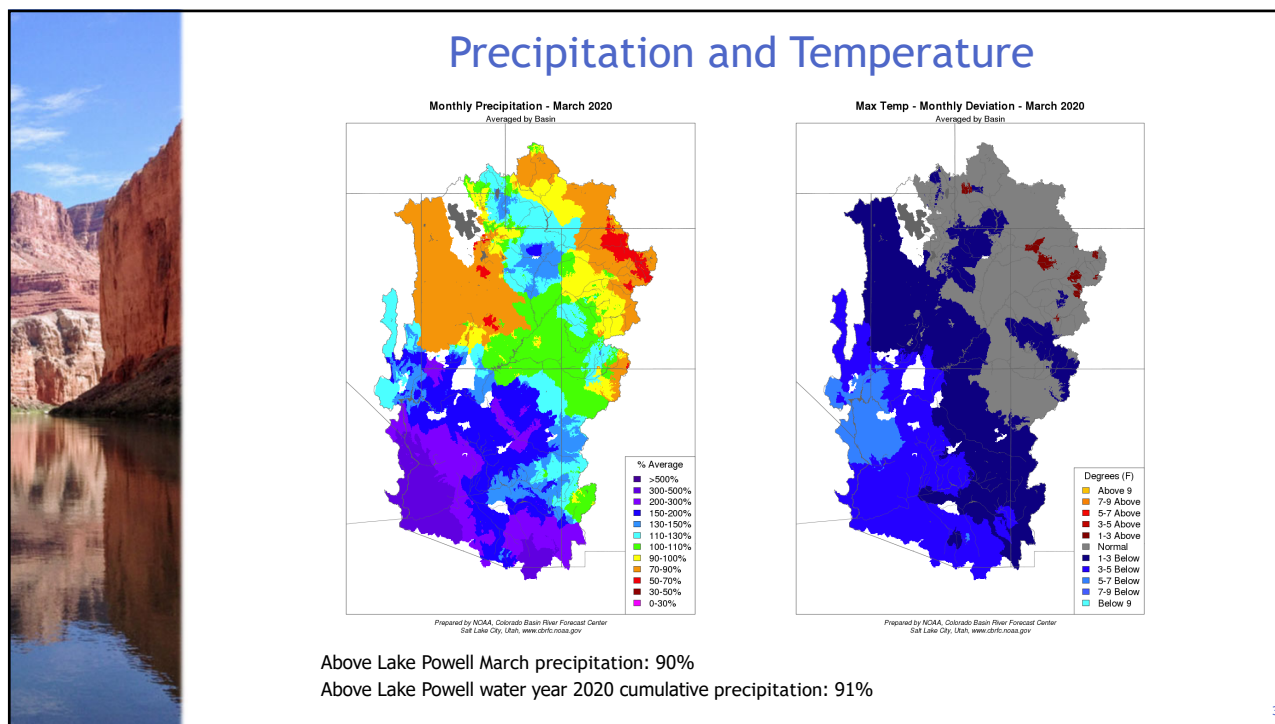 Precipitation and Temperature
Monthly Precipitation - March 2020
Averaged by Basin
% Average
>500%
300-500%
200-300%
150-200%
130-150%
110-130%
100-110%
90-100%
70-90%
50-70%
30-50%
0-30%
Prepared by NOAA, Colorado Basin River Forecast Center
Salt Lake City, Utah, www.cbrfc.noaa.gov
Max Temp - Monthly Deviation - March 2020
Averaged by Basin
Degrees (F)
Above 9
7-9 Above
5-7 Above
3-5 Above
1-3 Above
Normal
1-3 Below
3-5 Below
5-7 Below
7-9 Below
Below 9
Prepared by NOAA, Colorado Basin River Forecast Center
Salt Lake City, Utah, www.cbrfc.noaa.gov
Above Lake Powell March precipitation: 90%
Above Lake Powell water year 2020 cumulative precipitation: 91%